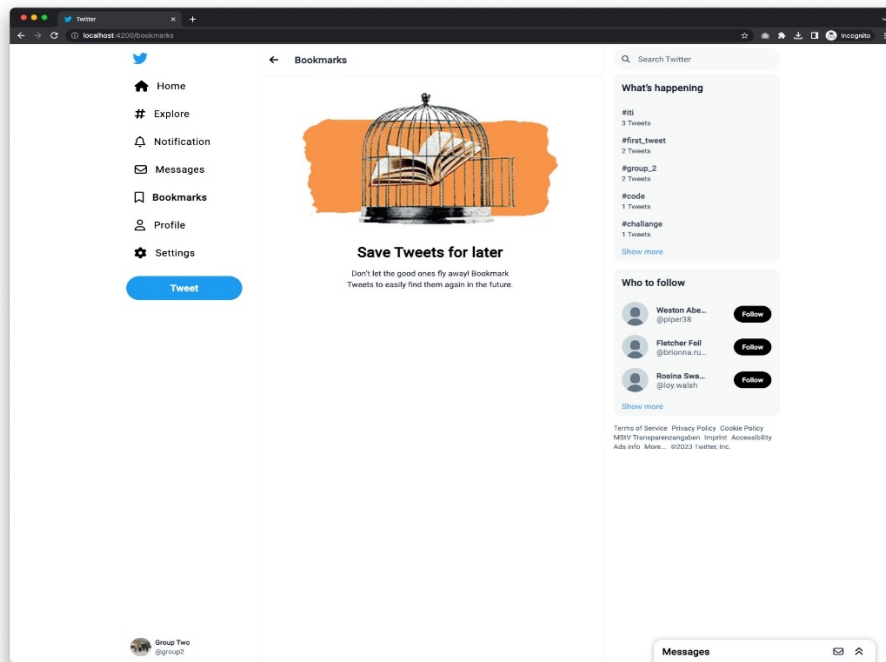 Twitter
localhost:4200/bookmarks
Incognito
Home
Explore
Notification
Messages
Bookmarks
Profile
Settings
Tweet
Group Two
@group2
Bookmarks
Save Tweets for later
Don't let the good ones fly away! Bookmark
Tweets to easily find them again in the future.
Search Twitter
What's happening
#iti
3 Tweets
#first_tweet
2 Tweets
#group_2
2 Tweets
#code
1 Tweets
#challange
1 Tweets
Show more
Who to follow
Weston Abe...
@piper38
Follow
Fletcher Feil
@brionna.ru...
Follow
Rosina Swa...
@loy.walsh
Follow
Show more
Terms of Service Privacy Policy Cookie Policy
MStV Transparenzangaben Imprint Accessibility
Ads info More... ©2023 Twitter, Inc.
Messages